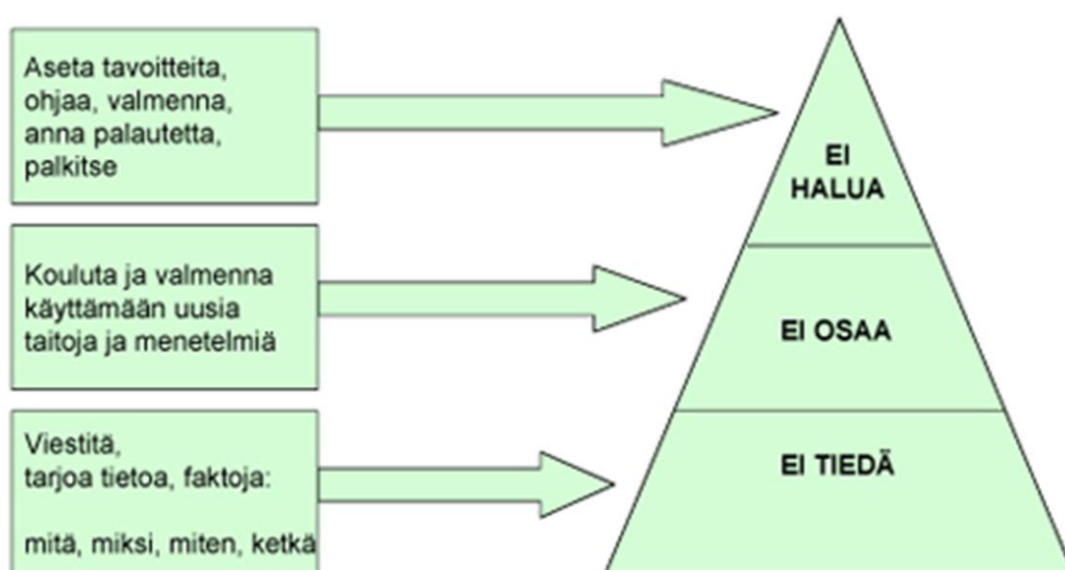 Aseta tavoitteita,
ohjaa, valmenna,
anna palautetta,
palkitse
EI
HALUA
Kouluta ja valmenna
käyttämään uusia
taitoja ja menetelmiä
EI OSAA
Viestitä,
tarjoa tietoa, faktoja:
mitä, miksi, miten, ketkä
EI TIEDÄ